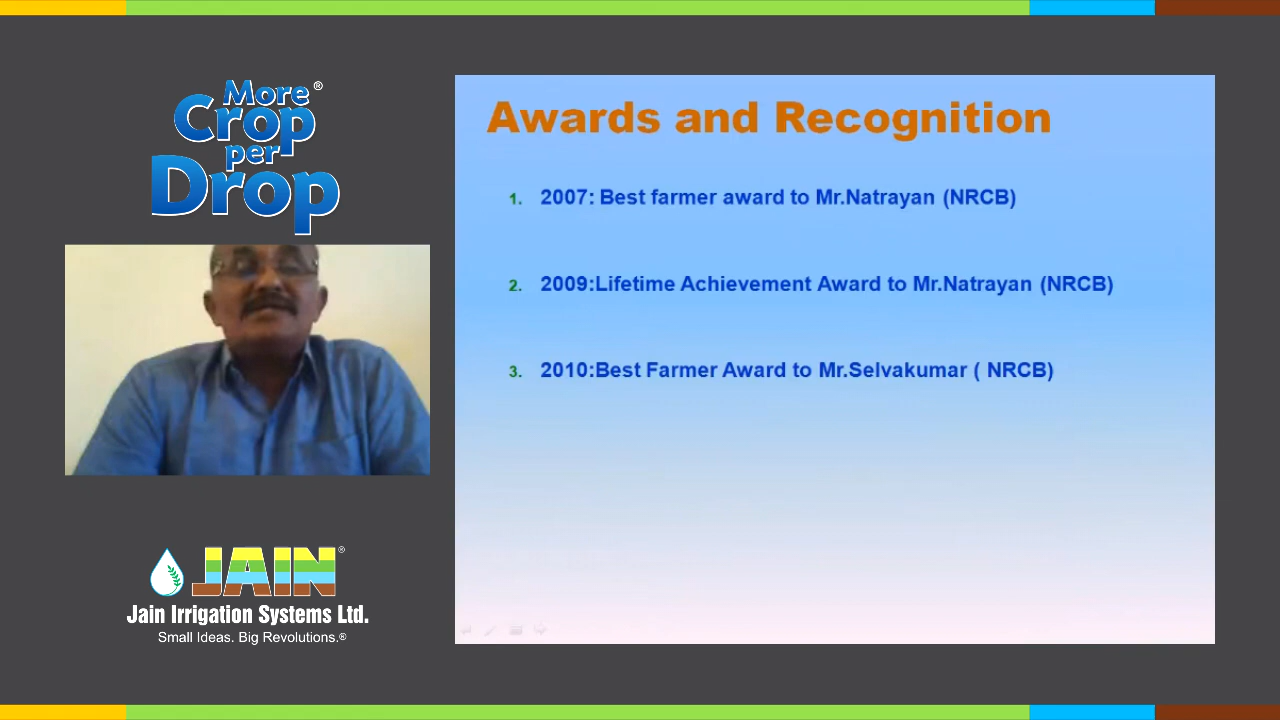 More ®
Crop
per
Drop
JAIN ®
Jain Irrigation Systems Ltd.
Small Ideas. Big Revolutions.®
Awards and Recognition
1. 2007: Best farmer award to Mr.Natrayan (NRCB)
2. 2009:Lifetime Achievement Award to Mr.Natrayan (NRCB)
3. 2010:Best Farmer Award to Mr.Selvakumar ( NRCB)